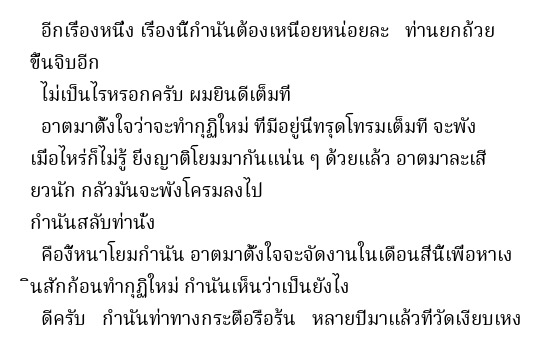 อีกเรื่องหนึ่ง เรื่องนี้กำนันต้องเหนื่อยหน่อยละ   ท่านยกถ้วย
ขึ้นจิบอีก
ไม่เป็นไรหรอกครับ ผมยินดีเต็มที่
อาตมาตั้งใจว่าจะทำกุฏิใหม่ ที่มีอยู่นี่ทรุดโทรมเต็มที จะพัง
เมื่อไหร่ก็ไม่รู้ ยิ่งญาติโยมมากันแน่น ๆ ด้วยแล้ว อาตมาละเสี
ยวนัก กลัวมันจะพังโครมลงไป
กำนันสลับท่านั่ง
คืองี้หนาโยมกำนัน อาตมาตั้งใจจะจัดงานในเดือนสี่นี้เพื่อหาเง
ินสักก้อนทำกุฏิใหม่ กำนันเห็นว่าเป็นยังไง
ดีครับ   กำนันท่าทางกระตือรือร้น   หลายปีมาแล้วที่วัดเงียบเหง